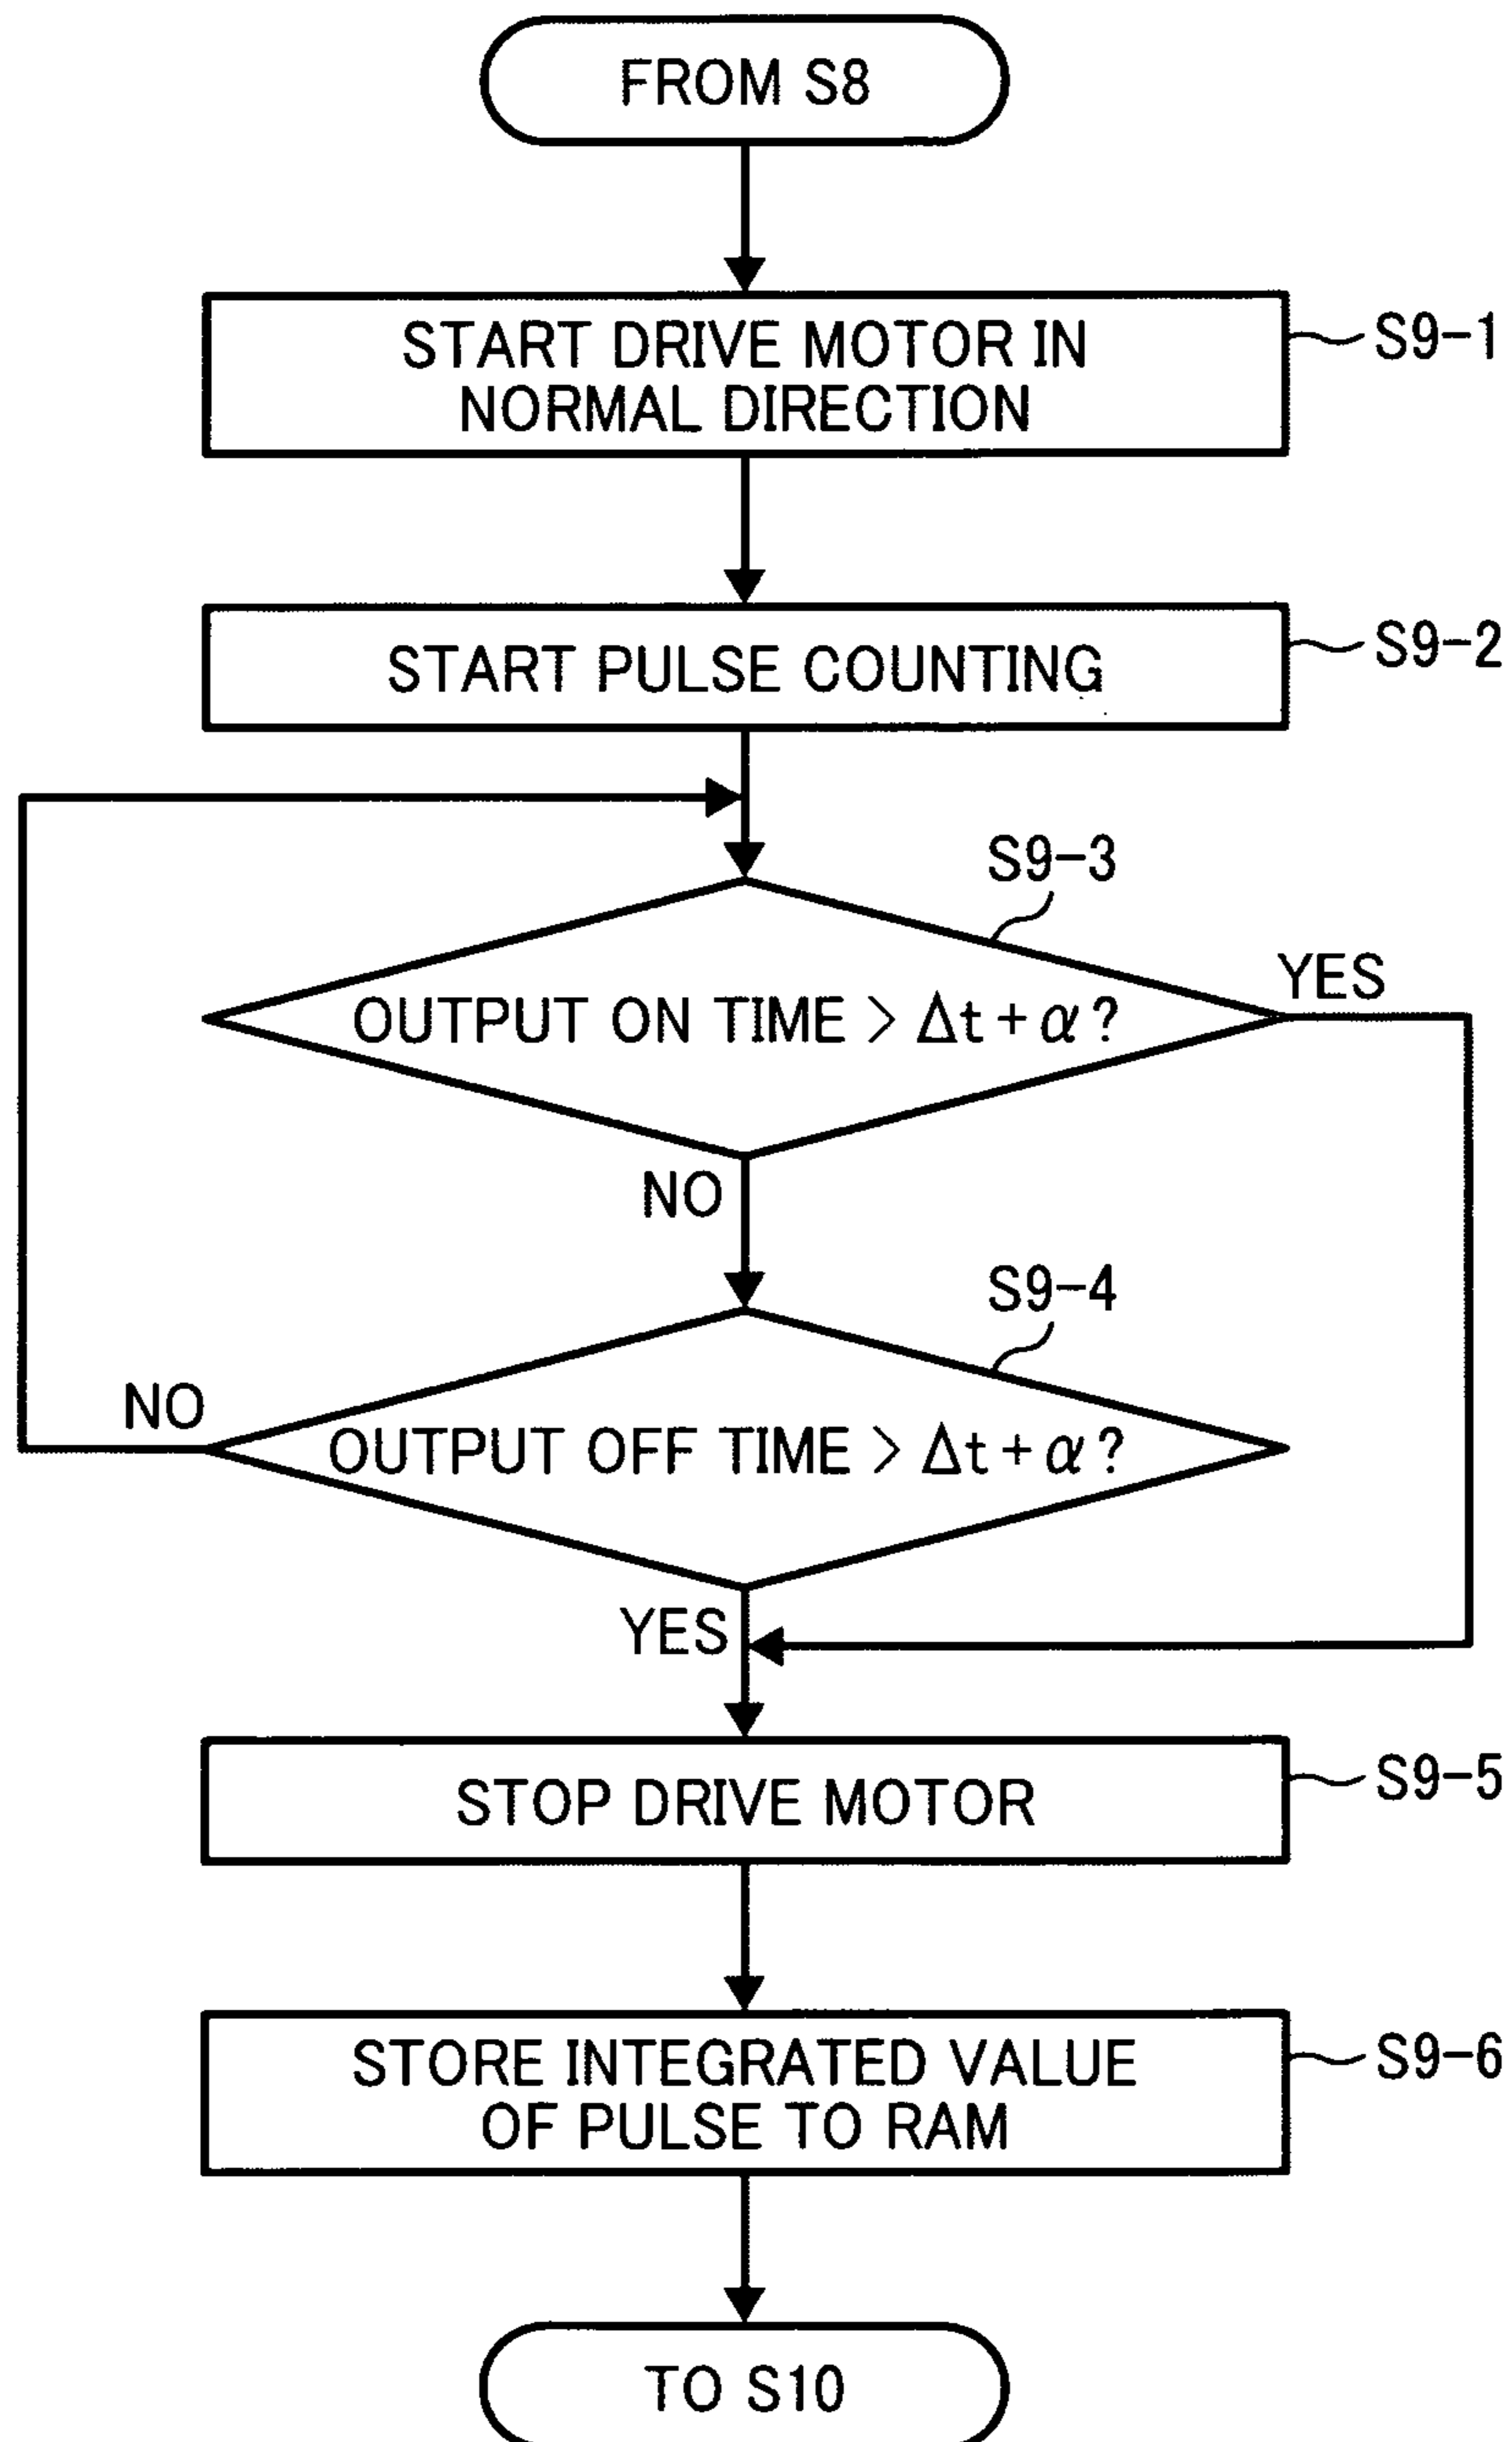 FROM S8
START DRIVE MOTOR IN
NORMAL DIRECTION
S9-1
START PULSE COUNTING
S9-2
S9-3
OUTPUT ON TIME > Δt + α ?
YES
NO
S9-4
OUTPUT OFF TIME > Δt + α ?
NO
YES
STOP DRIVE MOTOR
S9-5
STORE INTEGRATED VALUE
OF PULSE TO RAM
S9-6
TO S10